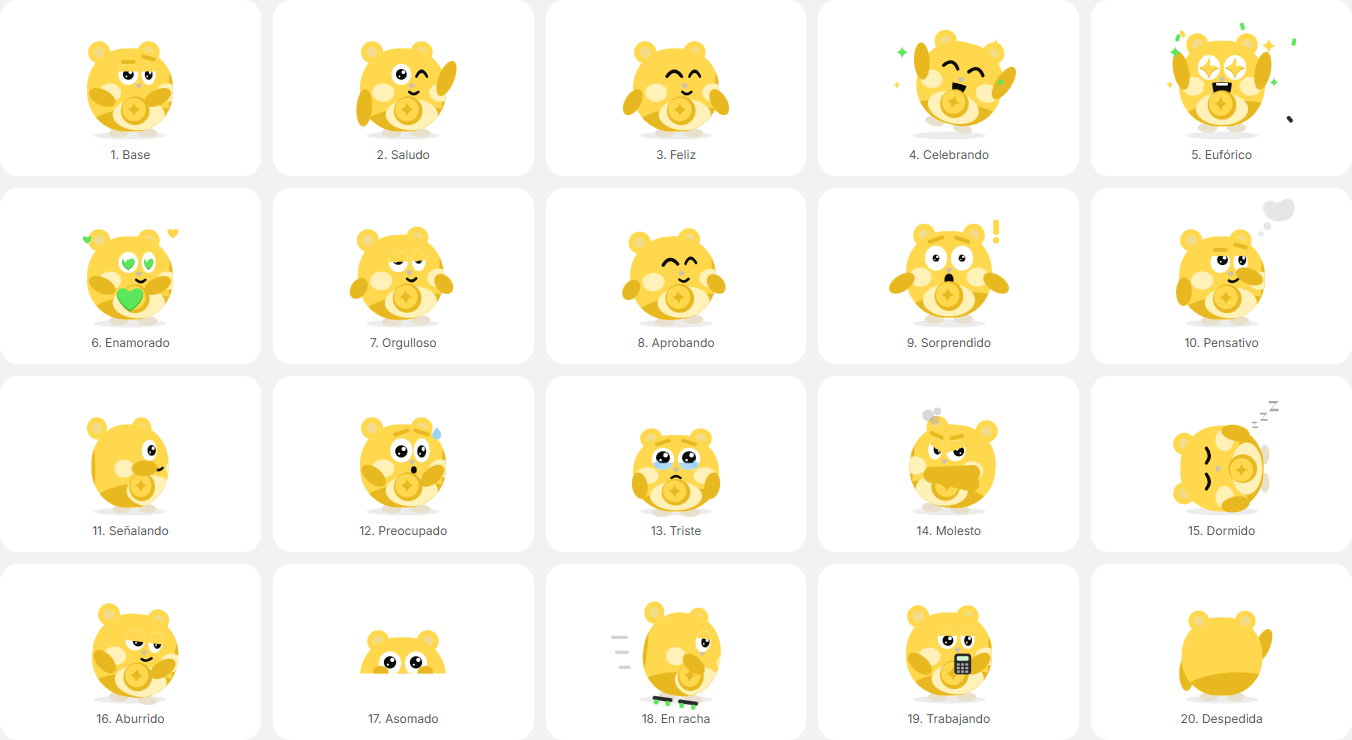 1. Base
2. Saludo
3. Feliz
4. Celebrando
5. Eufórico
6. Enamorado
7. Orgulloso
8. Aprobando
9. Sorprendido
10. Pensativo
11. Señalando
12. Preocupado
13. Triste
14. Molesto
z z z
15. Dormido
16. Aburrido
17. Asomado
18. En racha
19. Trabajando
20. Despedida